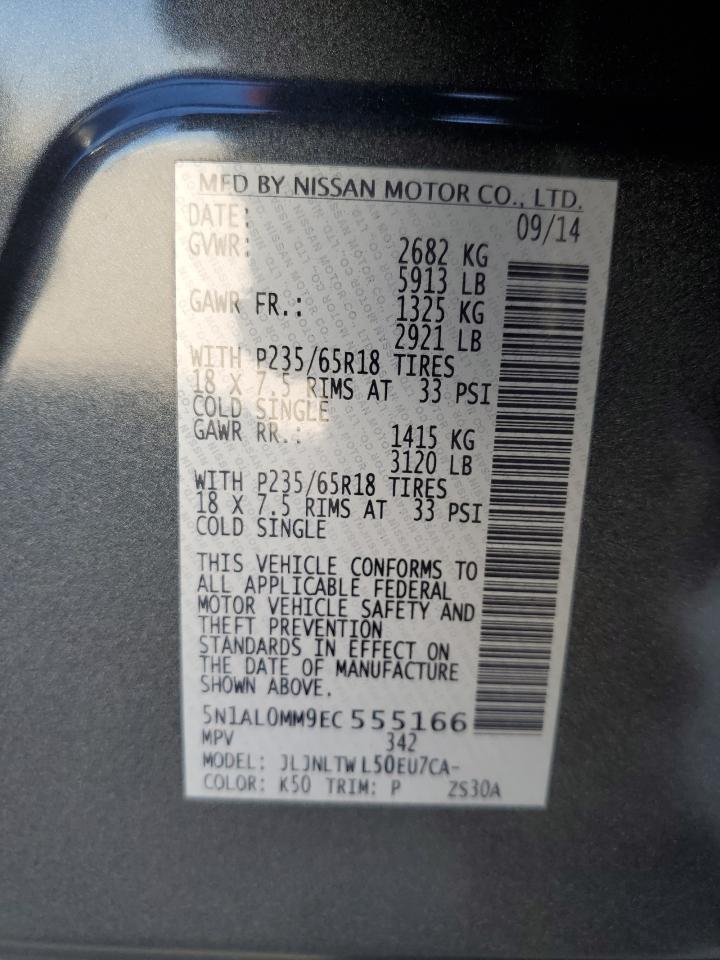 MFD BY NISSAN MOTOR CO., LTD.
DATE: 09/14
GVWR: 2682 KG
5913 LB
GAWR FR.: 1325 KG
2921 LB
WITH P235/65R18 TIRES
18 X 7.5 RIMS AT 33 PSI
COLD SINGLE
GAWR RR.: 1415 KG
3120 LB
WITH P235/65R18 TIRES
18 X 7.5 RIMS AT 33 PSI
COLD SINGLE
THIS VEHICLE CONFORMS TO
ALL APPLICABLE FEDERAL
MOTOR VEHICLE SAFETY AND
THEFT PREVENTION
STANDARDS IN EFFECT ON
THE DATE OF MANUFACTURE
SHOWN ABOVE.
5N1AL0MM9EC 555166
MPV 342
MODEL: JLJNLTW L50EU7CA-
COLOR: K50 TRIM: P ZS30A